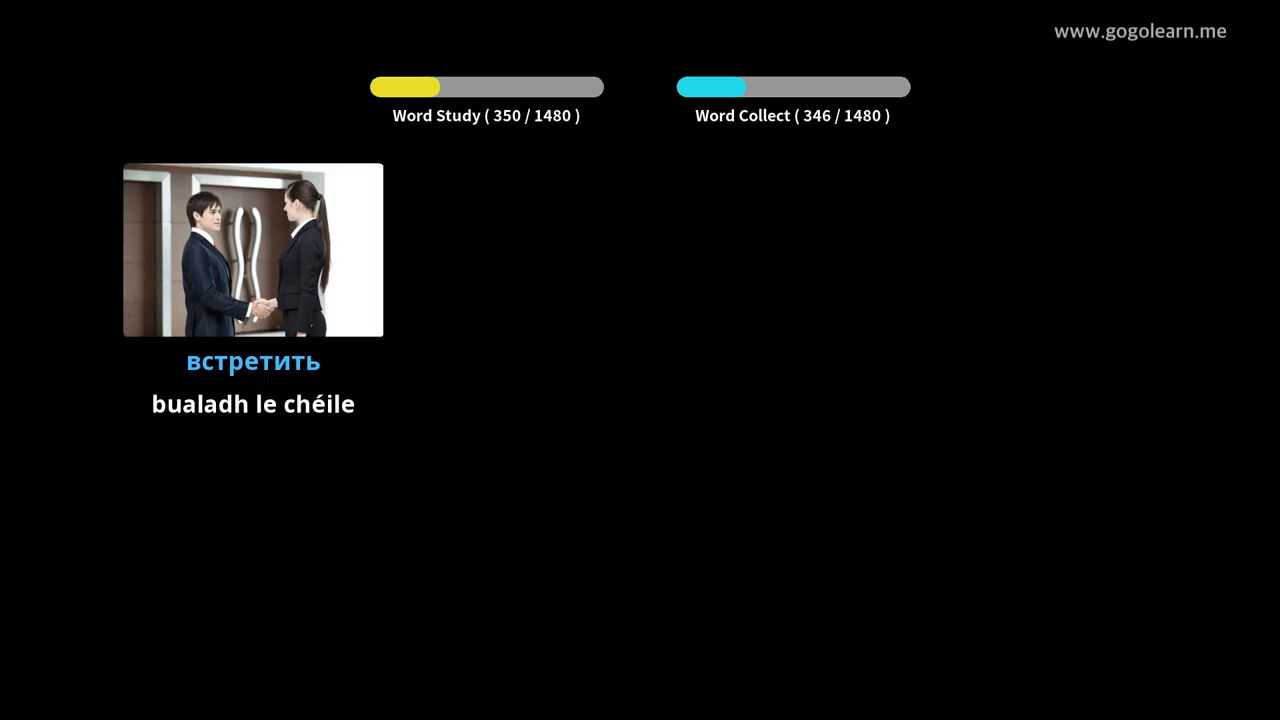 www.gogolearn.me
Word Study ( 350 / 1480 )
Word Collect ( 346 / 1480 )
встретить
bualadh le chéile